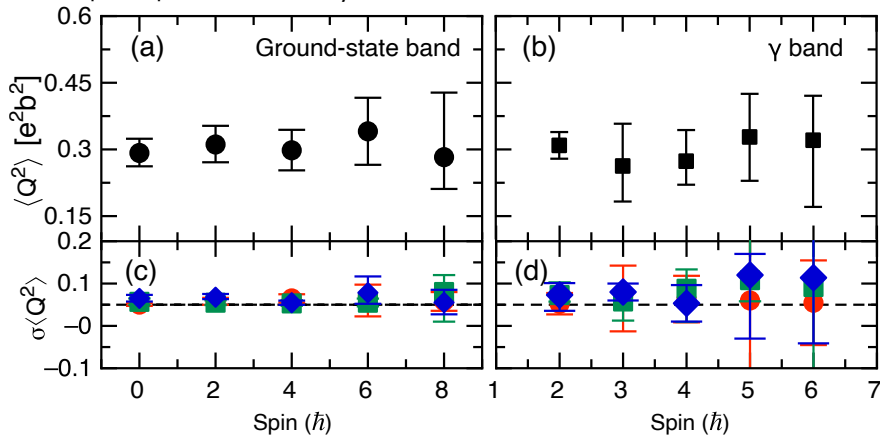 (a) Ground-state band
(b) γ band
⟨Q²⟩ [e²b²]
0.6
0.45
0.3
0.15
(c)
(d)
σ⟨Q²⟩
0.2
0.1
−0
−0.1
0 2 4 6 8
1 2 3 4 5 6 7
Spin (ℏ)
Spin (ℏ)